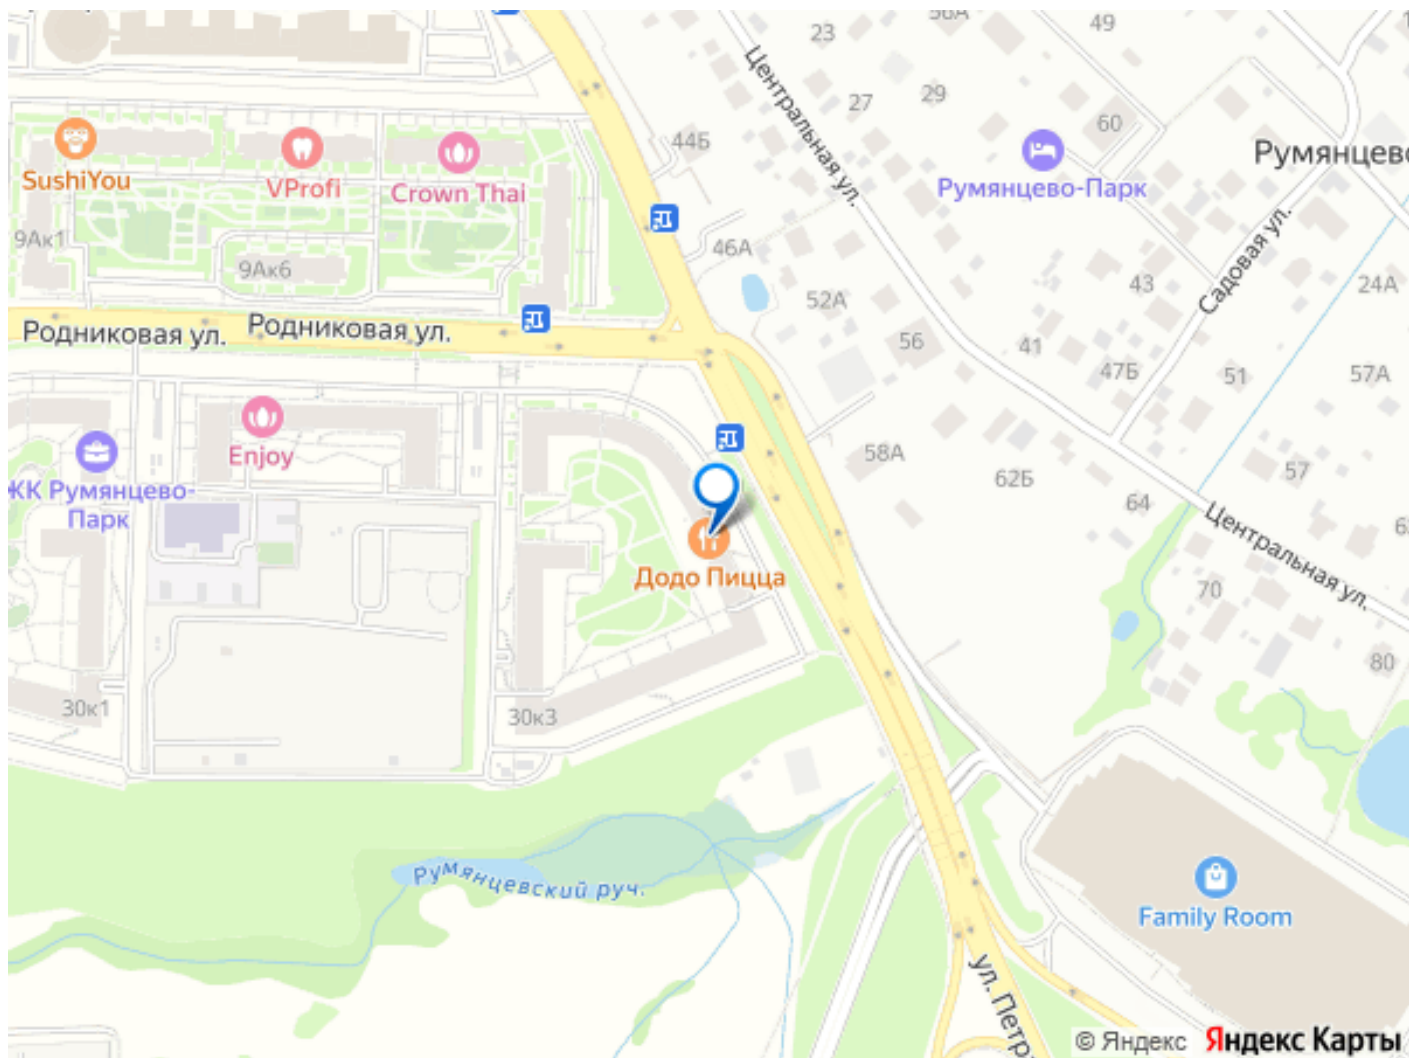 56А
49
23
Центральная ул.
27
29
60
44Б
Румянцево
SushiYou
VProfi
Crown Thai
Румянцево-Парк
9Ак1
9Ак6
46А
52А
43
Садовая ул.
24А
Родниковая ул.
Родниковая ул.
56
41
47Б
51
57А
Enjoy
ЖК Румянцево-
Парк
58А
62Б
57
64
Центральная ул.
Додо Пицца
70
80
30к1
30к3
Румянцевский руч.
Family Room
ул. Петра
© Яндекс Яндекс Карты